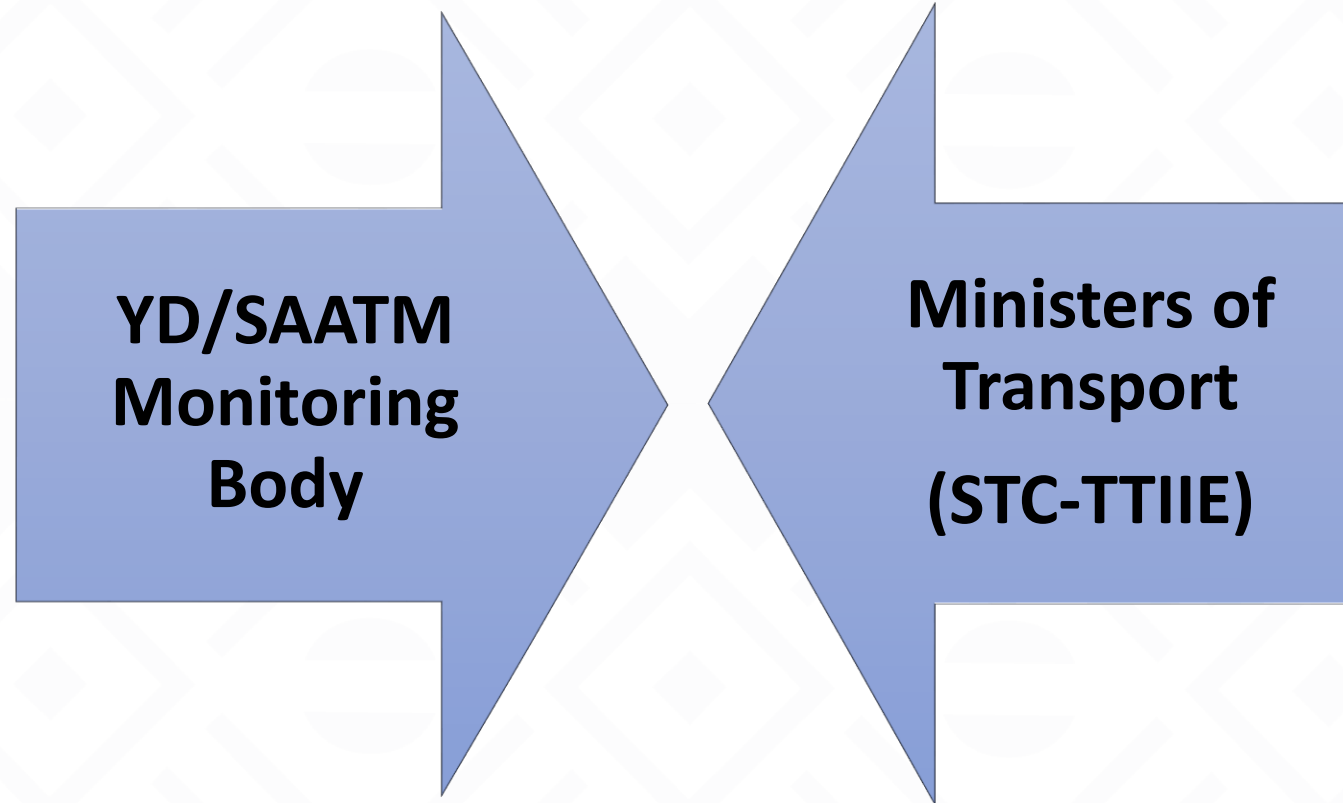 YD/SAATM
Monitoring
Body
Ministers of
Transport
(STC-TTIIE)